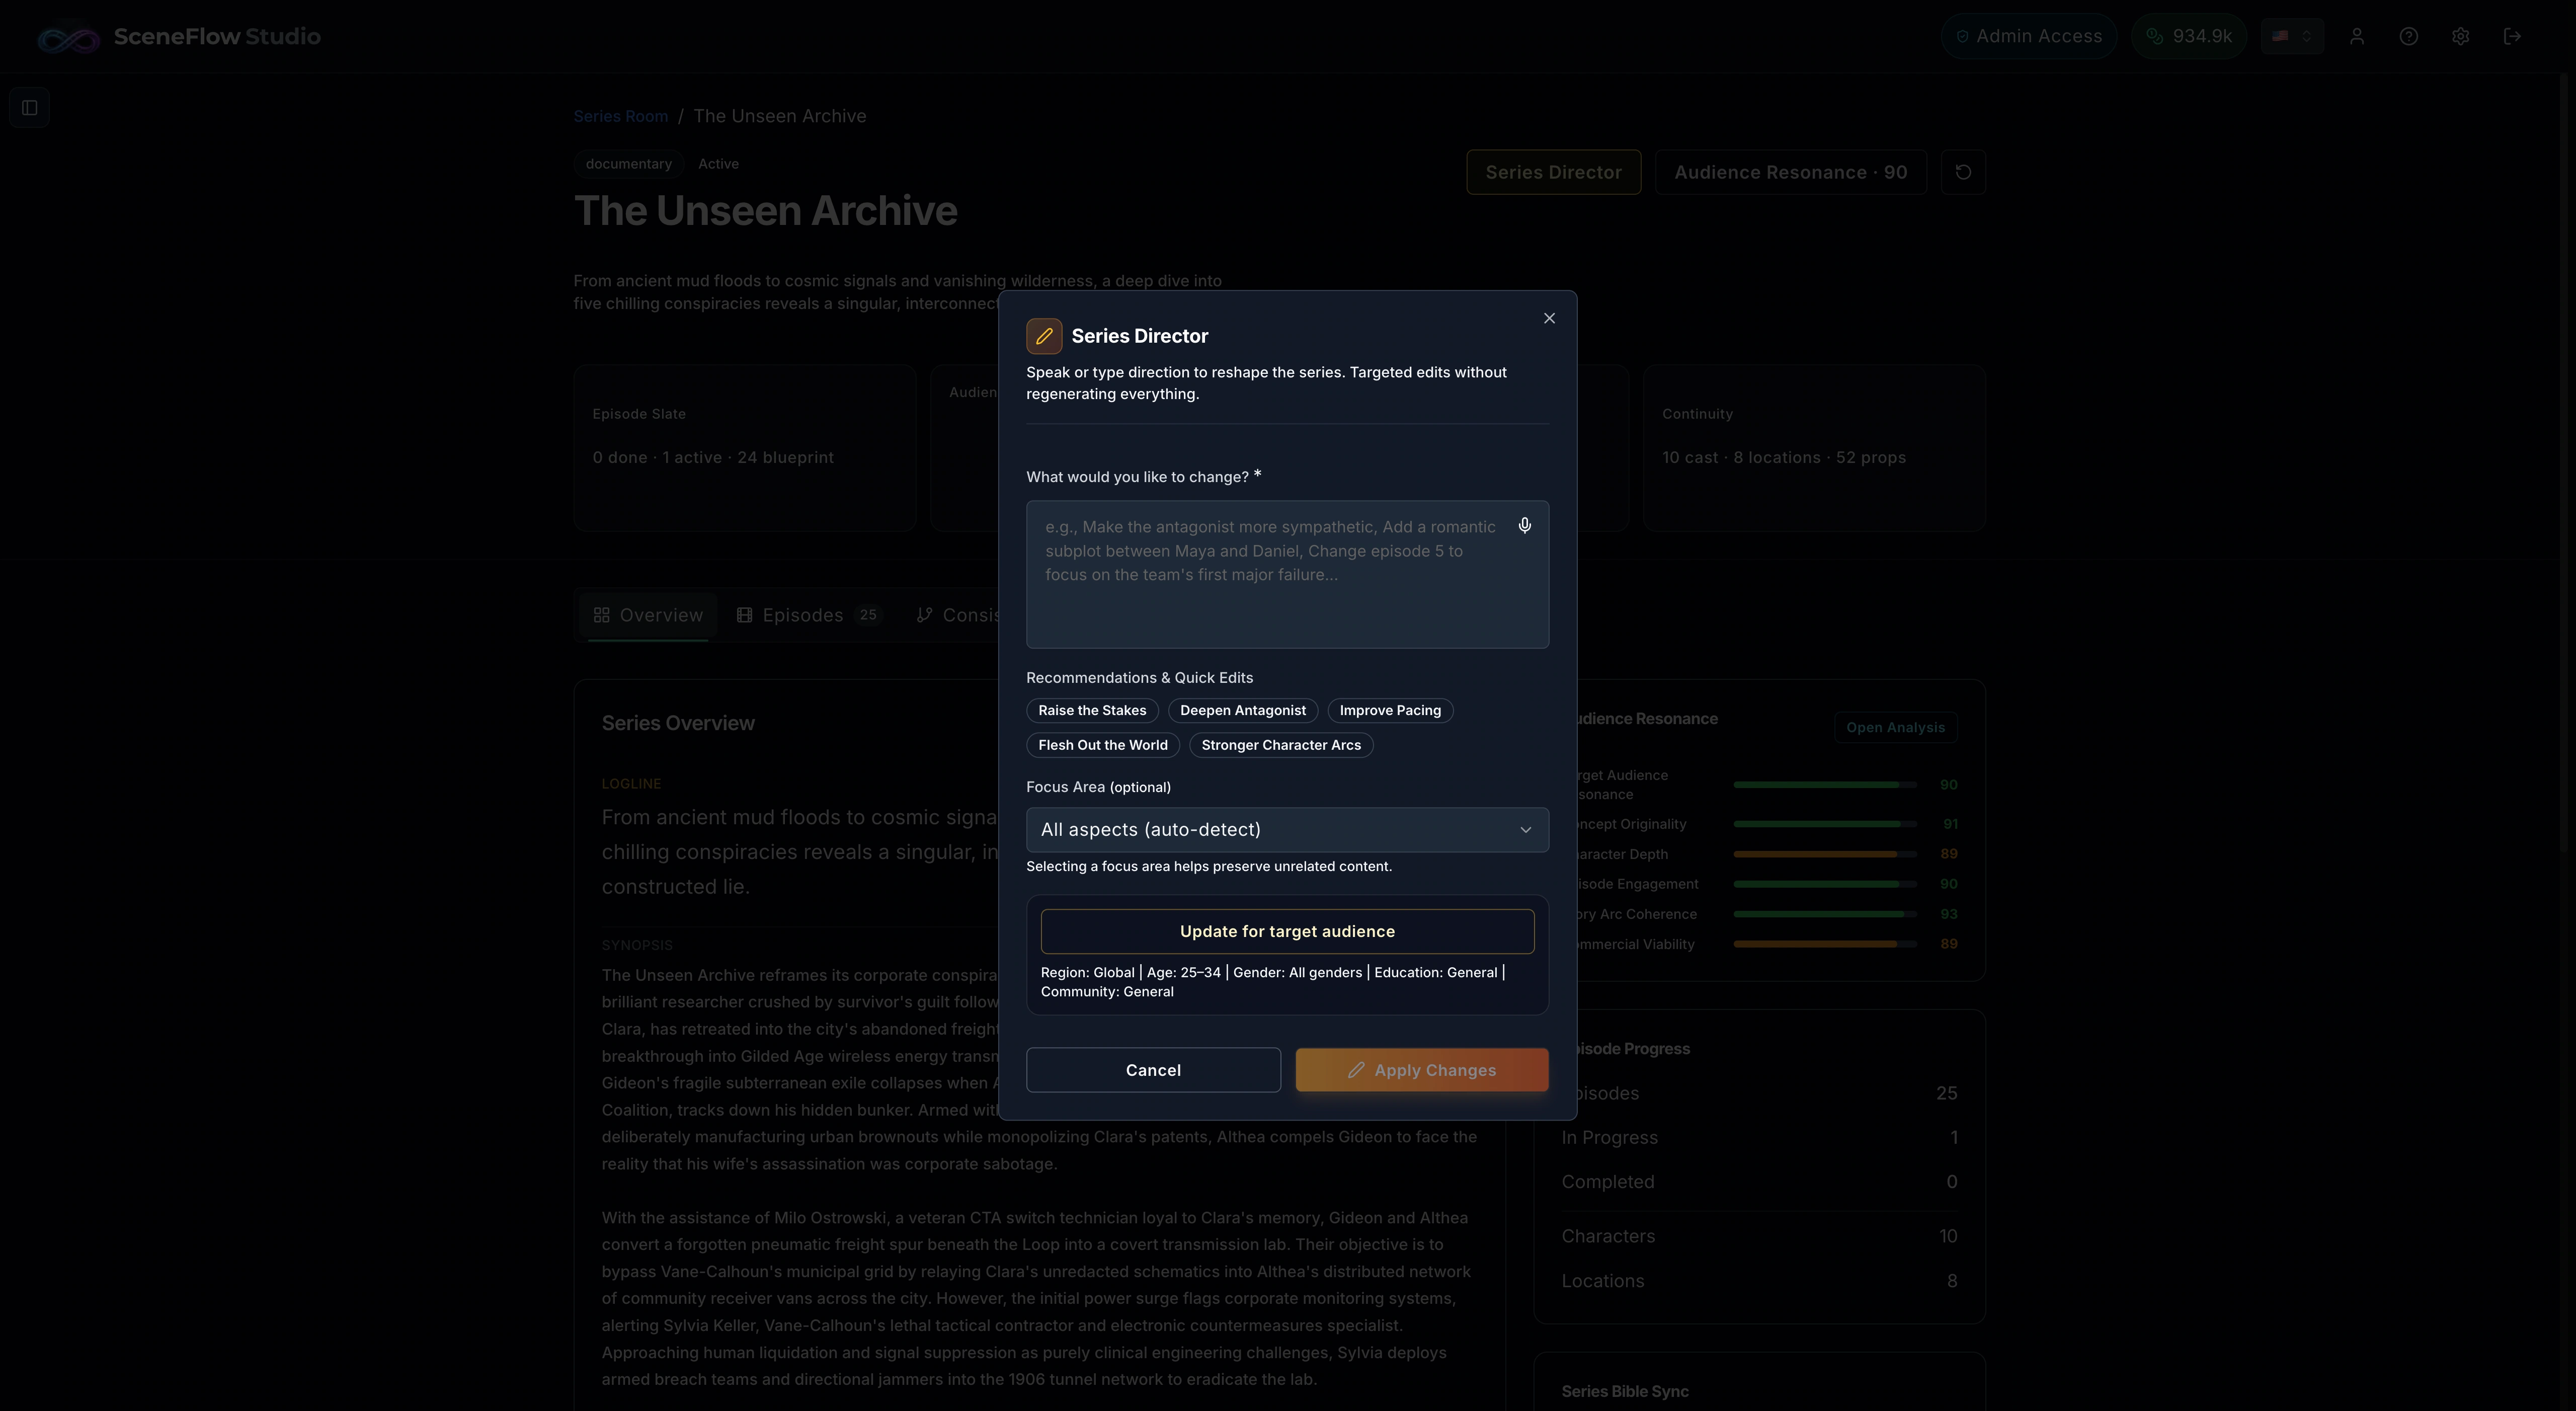 SceneFlow Studio
Admin Access
934.9k
Series Room / The Unseen Archive
documentary
Active
The Unseen Archive
Series Director
Audience Resonance · 90
From ancient mud floods to cosmic signals and vanishing wilderness, a deep dive into
five chilling conspiracies reveals a singular,
Episode Slate
0 done · 1 active · 24 blueprint
Continuity
10 cast · 8 locations · 52 props
Overview
Episodes 25
Series Director
Speak or type direction to reshape the series. Targeted edits without
regenerating everything.
What would you like to change? *
e.g., Make the antagonist more sympathetic, Add a romantic
subplot between Maya and Daniel, Change episode 5 to
focus on the team's first major failure...
Recommendations & Quick Edits
Raise the Stakes
Deepen Antagonist
Improve Pacing
Flesh Out the World
Stronger Character Arcs
Focus Area (optional)
All aspects (auto-detect)
Selecting a focus area helps preserve unrelated content.
Update for target audience
Region: Global | Age: 25–34 | Gender: All genders | Education: General |
Community: General
Cancel
Apply Changes
Series Overview
LOGLINE
From ancient mud floods to cosmic
chilling conspiracies reveals a singular,
constructed lie.
SYNOPSIS
The Unseen Archive reframes its corporate
brilliant researcher crushed by survivor's guilt
Clara, has retreated into the city's abandoned
breakthrough into Gilded Age wireless energy
Gideon's fragile subterranean exile collapses when
Coalition, tracks down his hidden bunker. Armed
deliberately manufacturing urban brownouts while monopolizing Clara's patents, Althea compels Gideon to face the
reality that his wife's assassination was corporate sabotage.
With the assistance of Milo Ostrowski, a veteran CTA switch technician loyal to Clara's memory, Gideon and Althea
convert a forgotten pneumatic freight spur beneath the Loop into a covert transmission lab. Their objective is to
bypass Vane-Calhoun's municipal grid by relaying Clara's unredacted schematics into Althea's distributed network
of community receiver vans across the city. However, the initial power surge flags corporate monitoring systems,
alerting Sylvia Keller, Vane-Calhoun's lethal tactical contractor and electronic countermeasures specialist.
Approaching human liquidation and signal suppression as purely clinical engineering challenges, Sylvia deploys
armed breach teams and directional jammers into the 1906 tunnel network to eradicate the lab.
Resonance
Open Analysis
Audience
90
Originality
91
Depth
89
Engagement
90
Arc Coherence
93
Viability
89
Progress
25
In Progress
1
Completed
0
Characters
10
Locations
8
Series Bible Sync